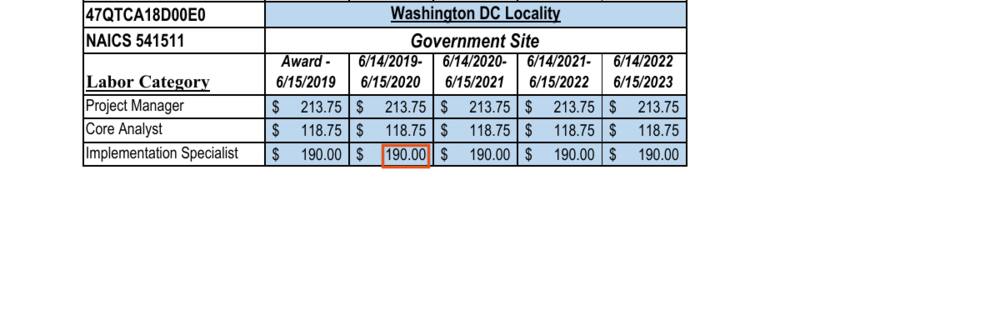 47QTCA18D00E0 Washington DC Locality
NAICS 541511 Government Site
Award - 6/14/2019- 6/14/2020- 6/14/2021- 6/14/2022
Labor Category 6/15/2019 6/15/2020 6/15/2021 6/15/2022 6/15/2023
Project Manager $ 213.75 $ 213.75 $ 213.75 $ 213.75 $ 213.75
Core Analyst $ 118.75 $ 118.75 $ 118.75 $ 118.75 $ 118.75
Implementation Specialist $ 190.00 $ 190.00 $ 190.00 $ 190.00 $ 190.00